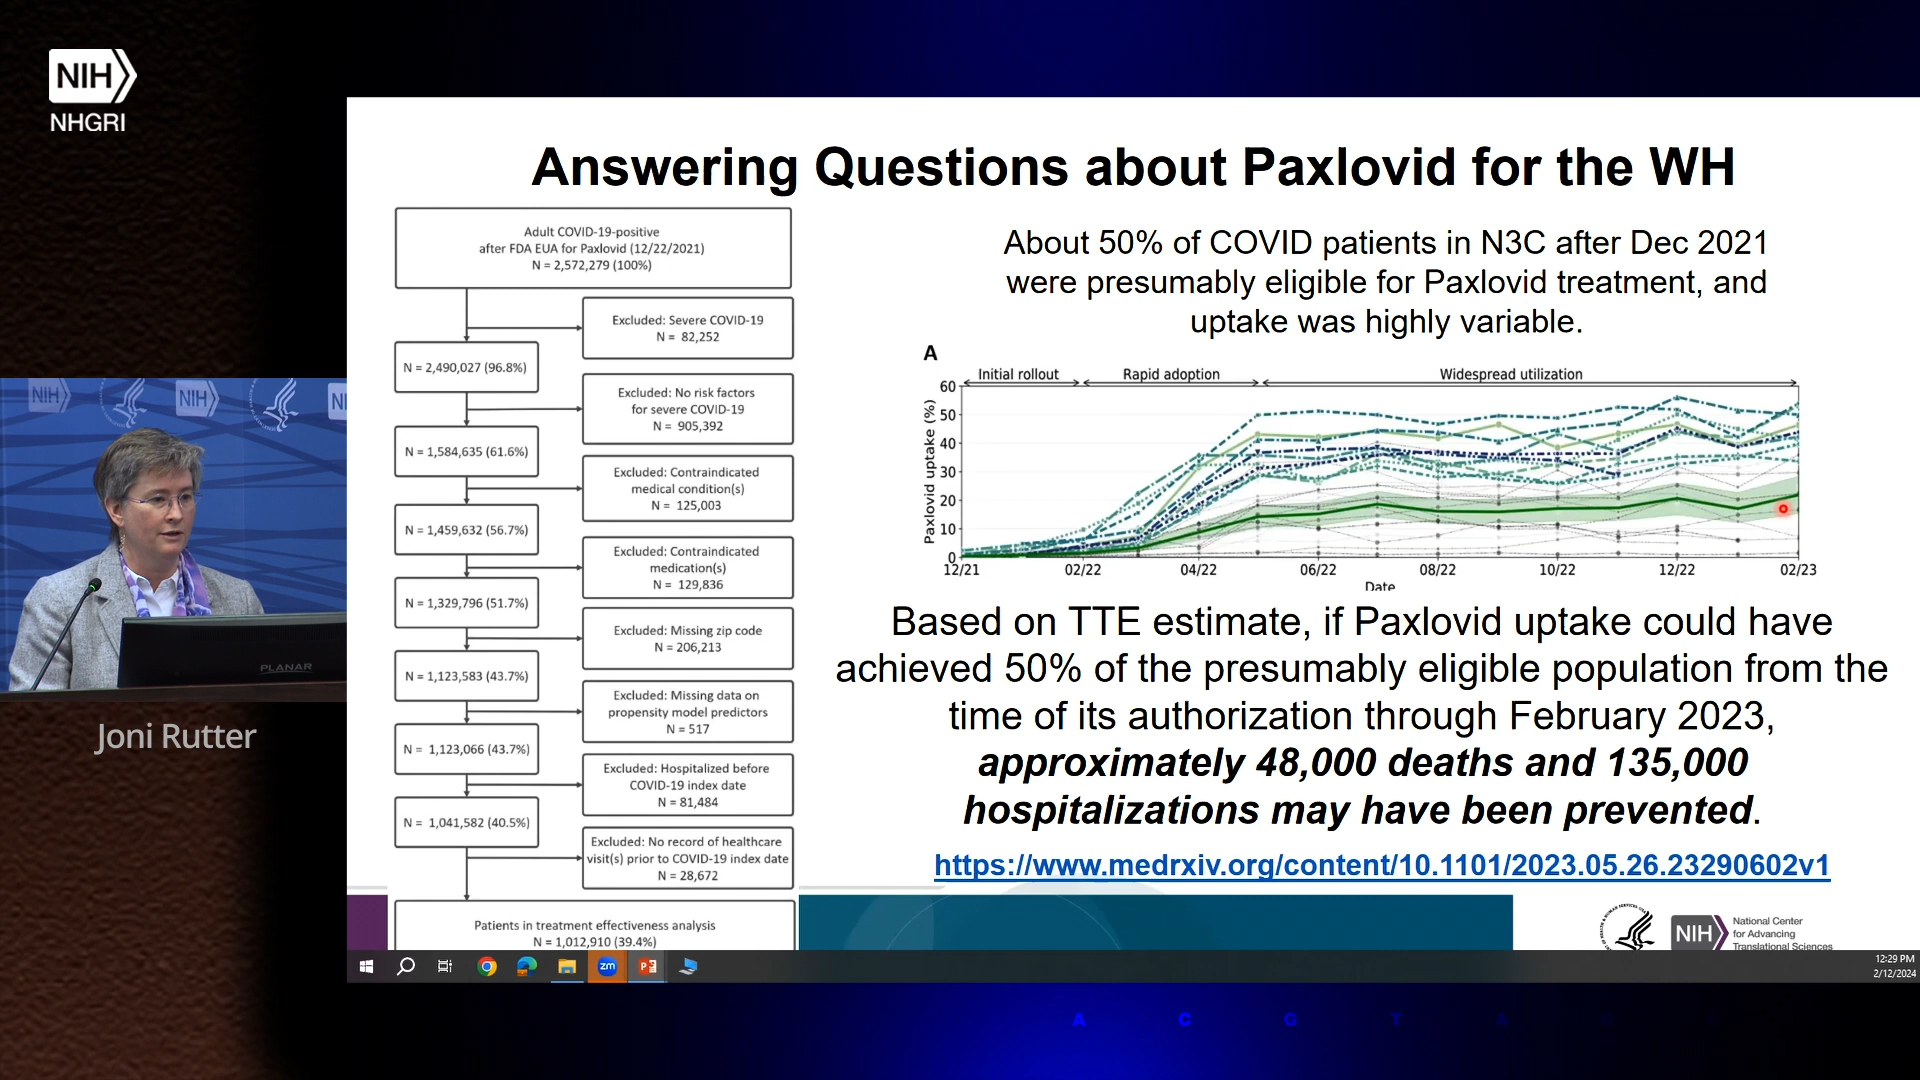 NIH
NHGRI
Answering Questions about Paxlovid for the WH
Adult COVID-19-positive
after FDA EUA for Paxlovid (12/22/2021)
N = 2,572,279 (100%)
Excluded: Severe COVID-19
N = 82,252
N = 2,490,027 (96.8%)
Excluded: No risk factors
for severe COVID-19
N = 905,392
N = 1,584,635 (61.6%)
Excluded: Contraindicated
medical condition(s)
N = 125,003
N = 1,459,632 (56.7%)
Excluded: Contraindicated
medication(s)
N = 129,836
N = 1,329,796 (51.7%)
Excluded: Missing zip code
N = 206,213
N = 1,123,583 (43.7%)
Excluded: Missing data on
propensity model predictors
N = 517
N = 1,123,066 (43.7%)
Excluded: Hospitalized before
COVID-19 index date
N = 81,484
N = 1,041,582 (40.5%)
Excluded: No record of healthcare
visit(s) prior to COVID-19 index date
N = 28,672
Patients in treatment effectiveness analysis
N = 1,012,910 (39.4%)
About 50% of COVID patients in N3C after Dec 2021
were presumably eligible for Paxlovid treatment, and
uptake was highly variable.
A
Initial rollout Rapid adoption Widespread utilization
Paxlovid uptake (%)
60
50
40
30
20
10
0
12/21 02/22 04/22 06/22 08/22 10/22 12/22 02/23
Date
Based on TTE estimate, if Paxlovid uptake could have
achieved 50% of the presumably eligible population from the
time of its authorization through February 2023,
approximately 48,000 deaths and 135,000
hospitalizations may have been prevented.
https://www.medrxiv.org/content/10.1101/2023.05.26.23290602v1
NIH
National Center
for Advancing
Translational Sciences
zm
P
12:29 PM
2/12/2024
NIH
NIH
NI
PLANAR
Joni Rutter
A C G T A G